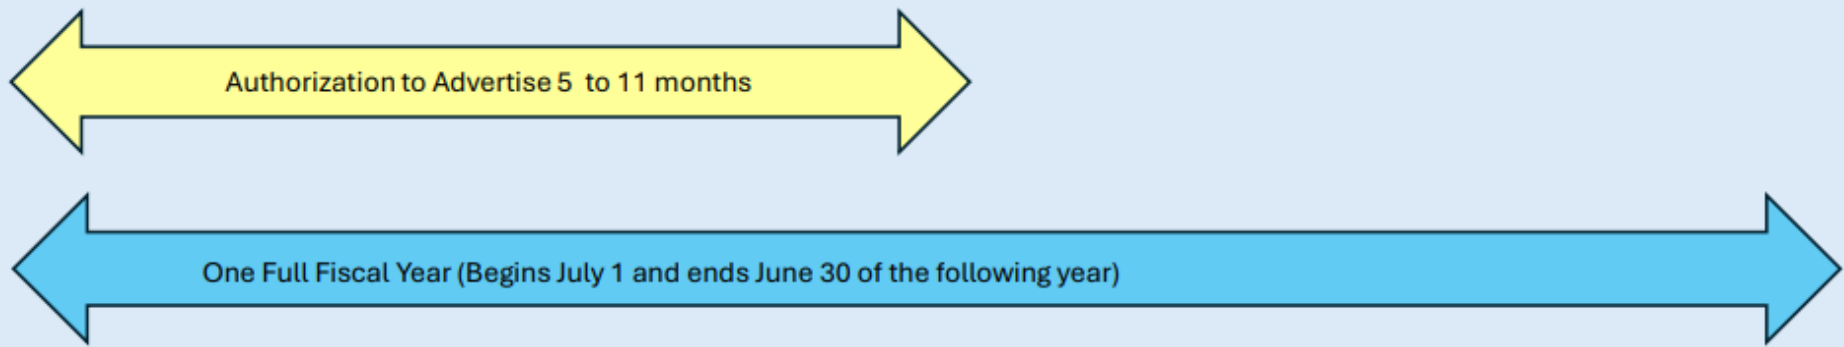 Authorization to Advertise 5  to 11 months
One Full Fiscal Year (Begins July 1 and ends June 30 of the following year)